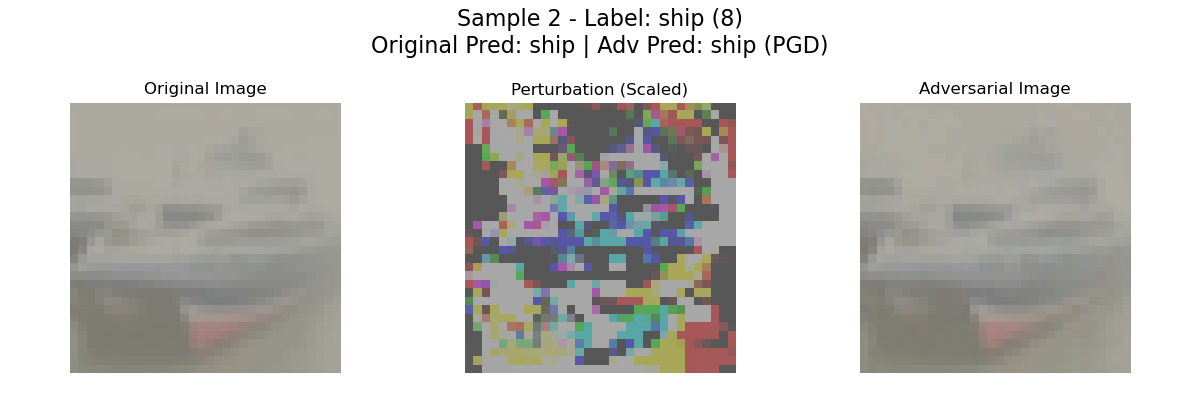 Sample 2 - Label: ship (8)
Original Pred: ship | Adv Pred: ship (PGD)
Original Image
Perturbation (Scaled)
Adversarial Image